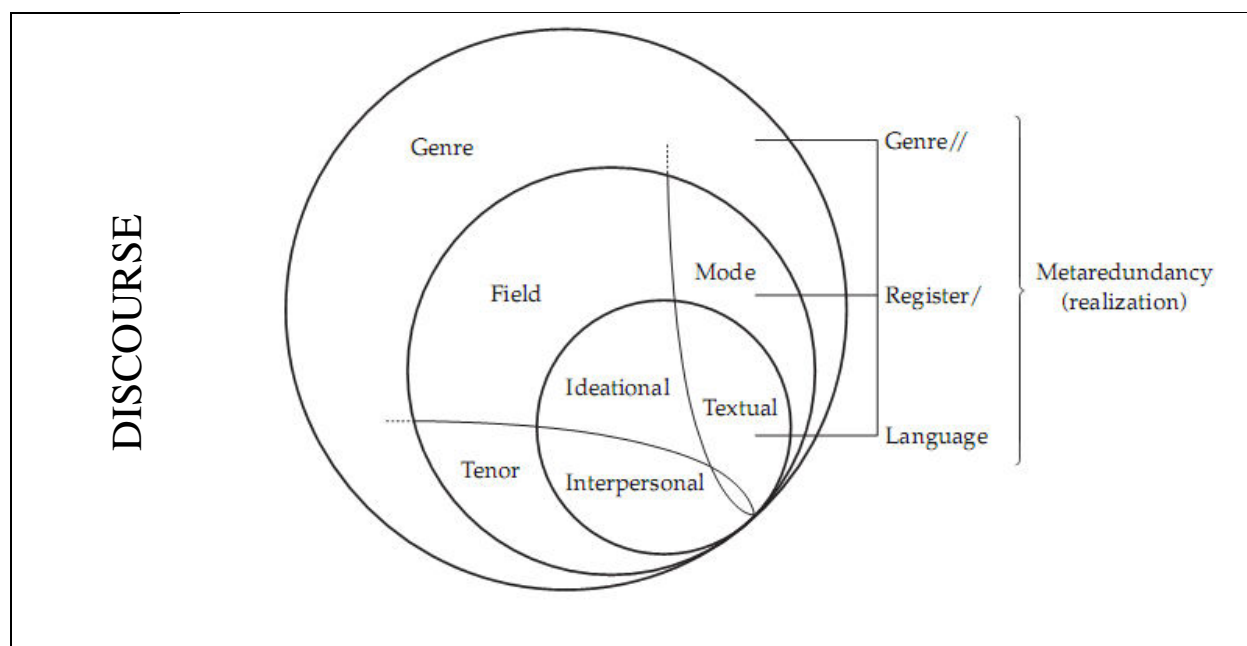 DISCOURSE
Genre
Genre//
Mode
Field
Register/
Metaredundancy
(realization)
Ideational
Textual
Language
Tenor
Interpersonal